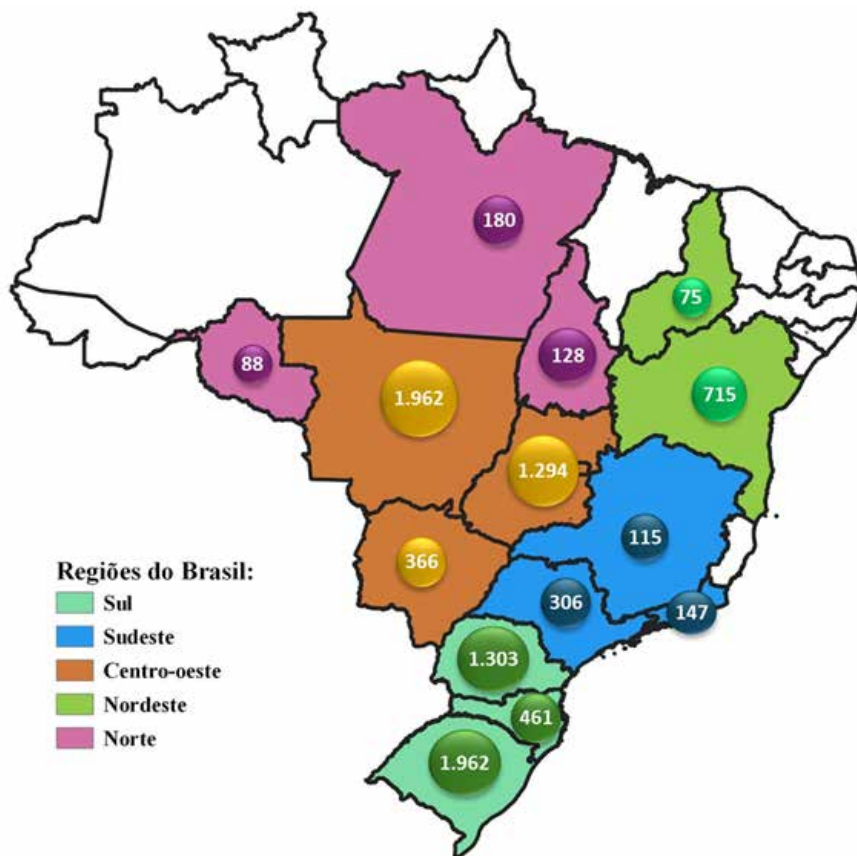 180
75
88
128
1.962
715
1.294
115
366
306
147
Regiões do Brasil:
Sul
Sudeste
Centro-oeste
Nordeste
Norte
1.303
461
1.962